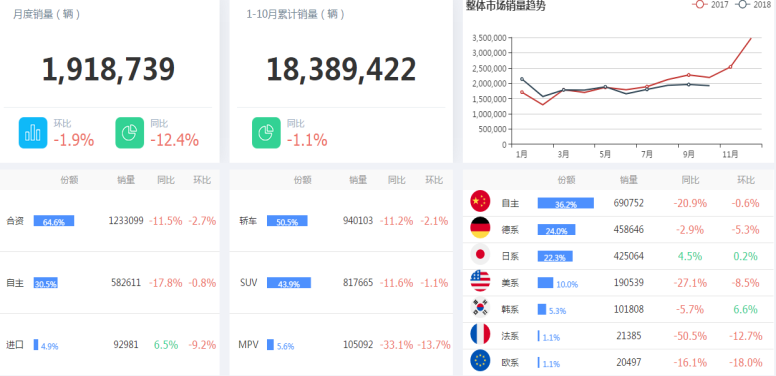 月度销量（辆）
1,918,739
环比
-1.9%
同比
-12.4%
1-10月累计销量（辆）
18,389,422
同比
-1.1%
整体市场销量趋势
2017 2018
3,500,000
3,000,000
2,500,000
2,000,000
1,500,000
1,000,000
500,000
0
1月 3月 5月 7月 9月 11月
份额 销量 同比 环比
合资 64.6% 1233099 -11.5% -2.7%
自主 30.5% 582611 -17.8% -0.8%
进口 4.9% 92981 6.5% -9.2%
份额 销量 同比 环比
轿车 50.5% 940103 -11.2% -2.1%
SUV 43.9% 817665 -11.6% -1.1%
MPV 5.6% 105092 -33.1% -13.7%
份额 销量 同比 环比
自主 36.2% 690752 -20.9% -0.6%
德系 24.0% 458646 -2.9% -5.3%
日系 22.3% 425064 4.5% 0.2%
美系 10.0% 190539 -27.1% -8.5%
韩系 5.3% 101808 -5.7% 6.6%
法系 1.1% 21385 -50.5% -12.7%
欧系 1.1% 20497 -16.1% -18.0%